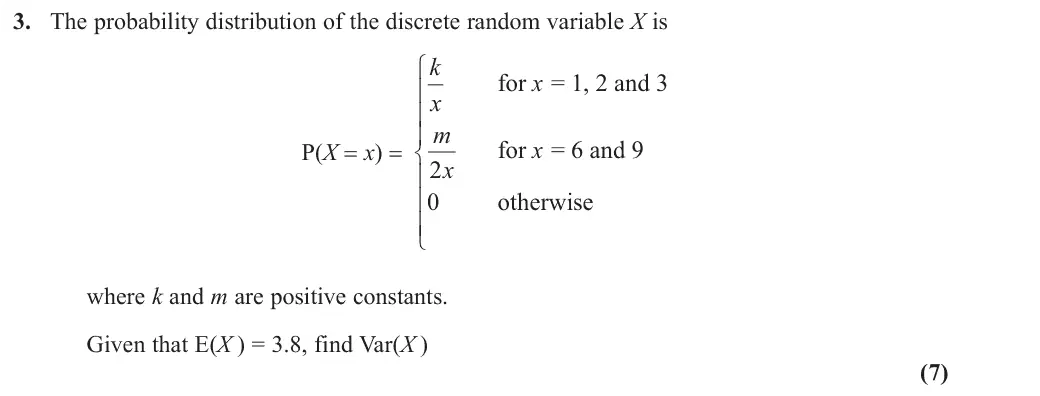 3. The probability distribution of the discrete random variable X is
k/x for x = 1, 2 and 3
P(X = x) = m/2x for x = 6 and 9
0 otherwise
where k and m are positive constants.
Given that E(X) = 3.8, find Var(X)
(7)